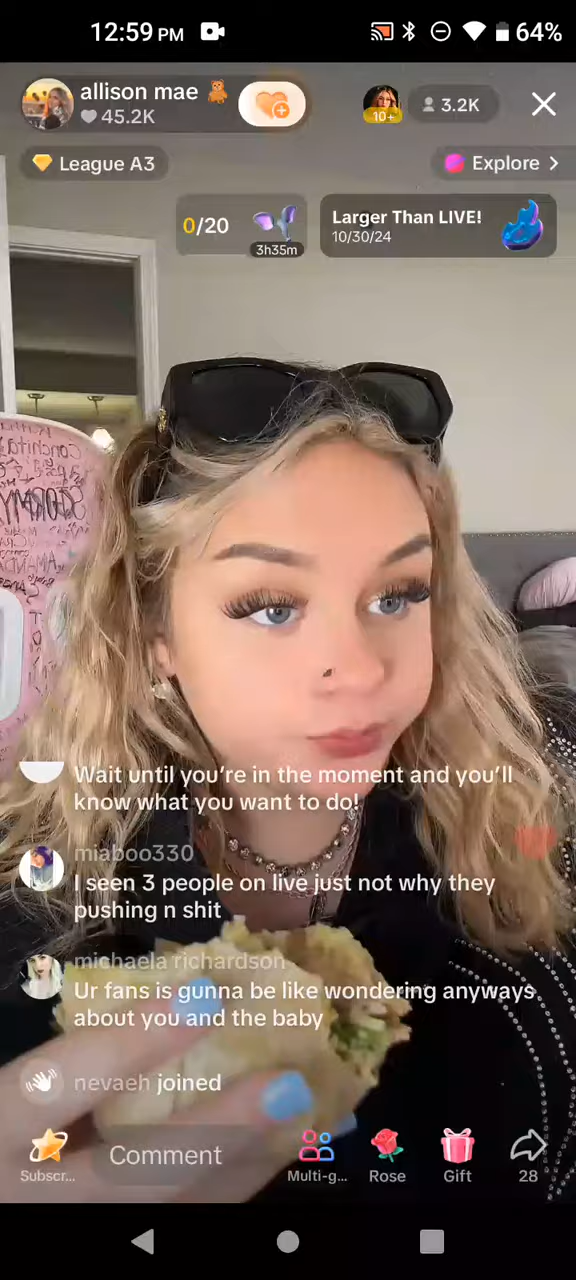 12:59 PM
64%
allison mae 🧸
45.2K
10+
3.2K
League A3
Explore >
0/20
3h35m
Larger Than LIVE!
10/30/24
Conchita
STORMY
AMANDA
Wait until you’re in the moment and you’ll
know what you want to do!
miaboo330
I seen 3 people on live just not why they
pushing n shit
michaela richardson
Ur fans is gunna be like wondering anyways
about you and the baby
nevaeh joined
Subscr...
Comment
Multi-g...
Rose
Gift
28